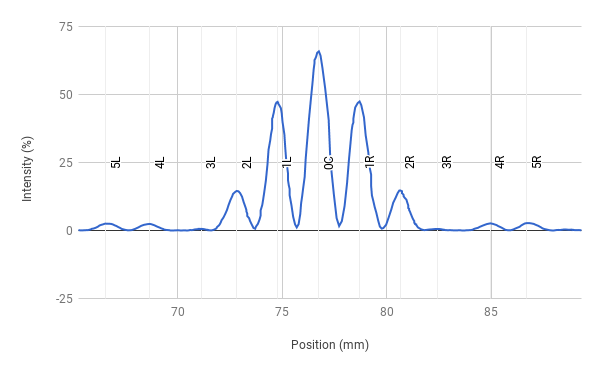 75
50
25
0
-25
Intensity (%)
5L
4L
3L
2L
1L
0C
1R
2R
3R
4R
5R
70
75
80
85
Position (mm)